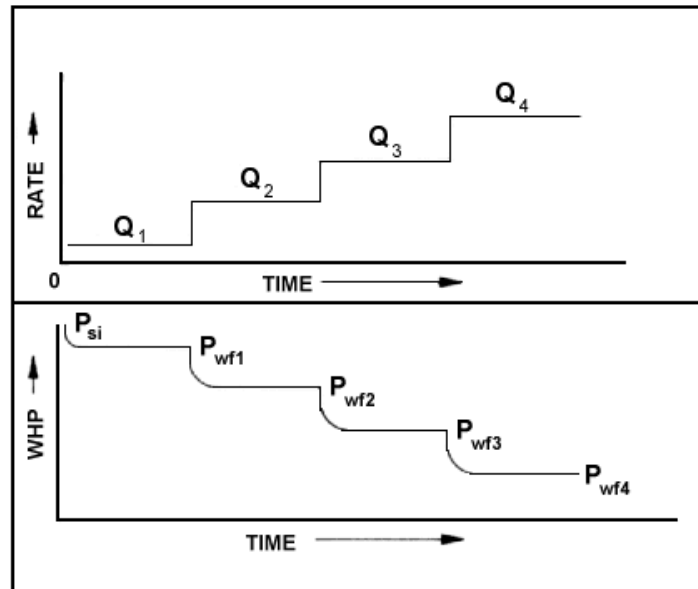 RATE
Q1
Q2
Q3
Q4
0
TIME
WHP
Psi
Pwf1
Pwf2
Pwf3
Pwf4
TIME